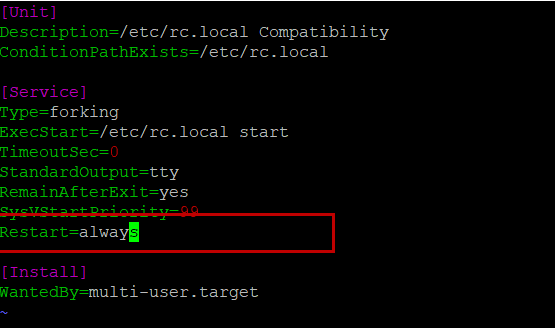 [Unit]
Description=/etc/rc.local Compatibility
ConditionPathExists=/etc/rc.local
[Service]
Type=forking
ExecStart=/etc/rc.local start
TimeoutSec=0
StandardOutput=tty
RemainAfterExit=yes
SysVStartPriority=99
Restart=always
[Install]
WantedBy=multi-user.target
~